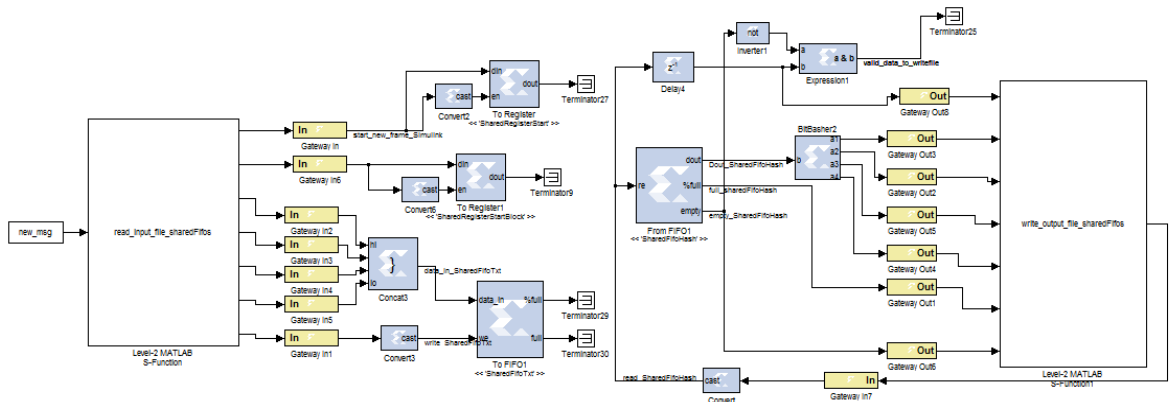 new_msg
read_input_file_sharedFifos
Level-2 MATLAB
S-Function
In
Gateway In
start_new_frame_Simulink
cast
Convert2
din
en
dout
To Register
<< 'SharedRegisterStart' >>
Terminator27
In
Gateway In6
cast
Convert6
din
en
dout
To Register1
<< 'SharedRegisterStartBlock' >>
Terminator9
In
Gateway In2
In
Gateway In3
In
Gateway In4
In
Gateway In5
hi
lo
Concat3
data_in_SharedFifoTxt
In
Gateway In1
cast
Convert3
write_SharedFifoTxt
data_in
we
%full
full
To FIFO1
<< 'SharedFifoTxt' >>
Terminator29
Terminator30
not
Inverter1
a
b
a & b
Expression1
valid_data_to_writefile
Terminator25
Delay4
Out
Gateway Out8
re
dout
%full
empty
From FIFO1
<< 'SharedFifoHash' >>
Dout_SharedFifoHash
full_sharedFifoHash
empty_SharedFifoHash
BitBasher2
b
a1
a2
a3
a4
Out
Gateway Out3
Out
Gateway Out2
Out
Gateway Out5
Out
Gateway Out4
Out
Gateway Out1
Out
Gateway Out6
write_output_file_sharedFifos
Level-2 MATLAB
S-Function1
read_SharedFifoHash
cast
Convert
In
Gateway In7